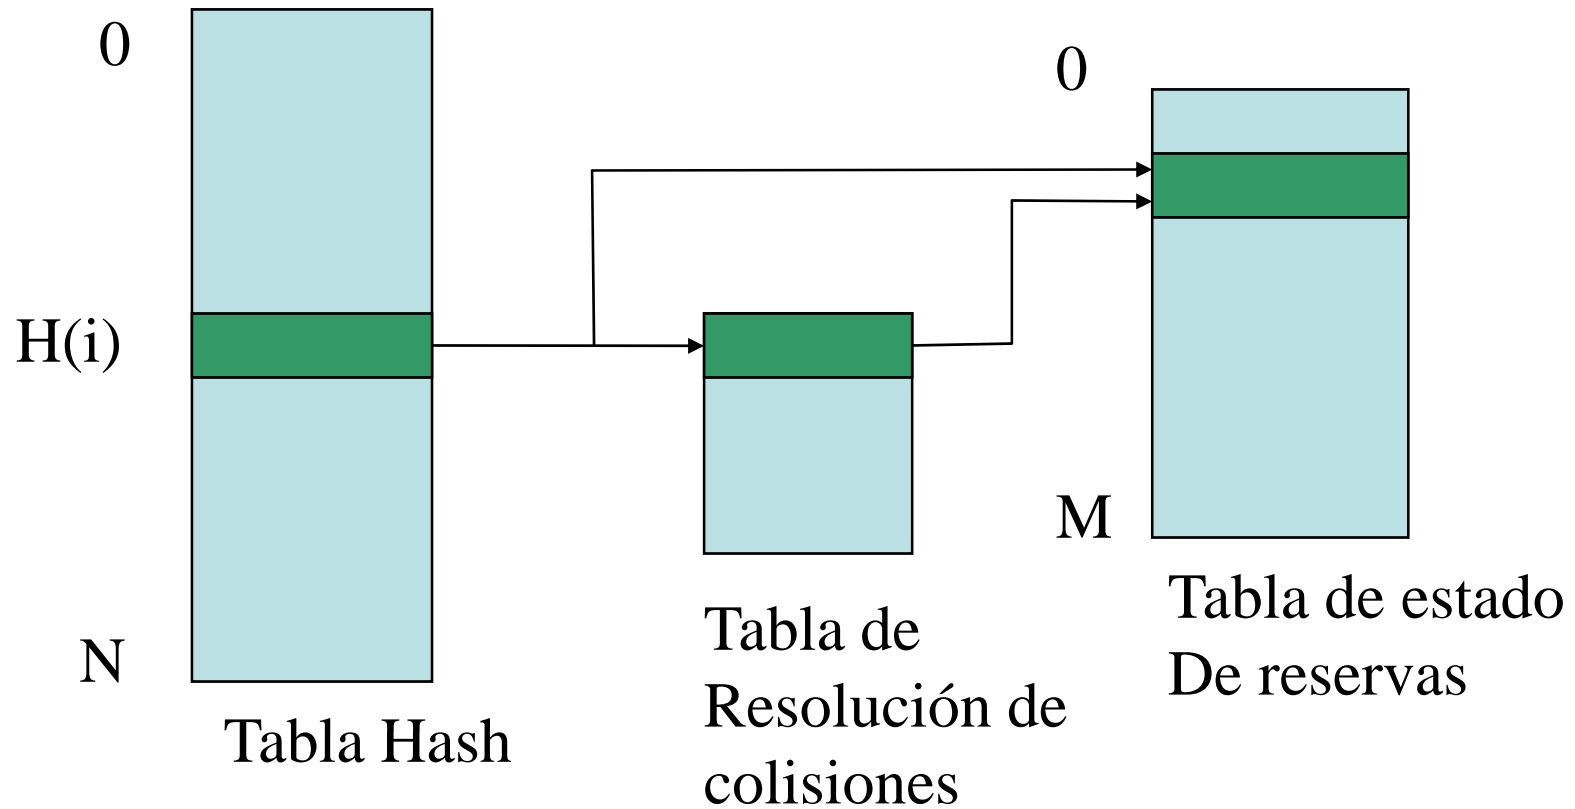 0
H(i)
N
Tabla Hash
Tabla de
Resolución de
colisiones
0
M
Tabla de estado
De reservas